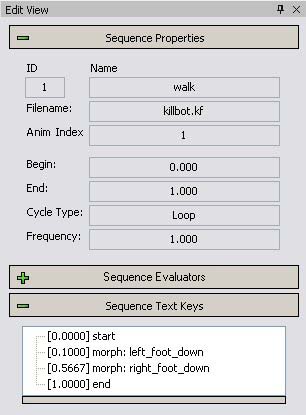 Edit View
Sequence Properties
ID Name
1 walk
Filename: killbot.kf
Anim Index 1
Begin: 0.000
End: 1.000
Cycle Type: Loop
Frequency: 1.000
Sequence Evaluators
Sequence Text Keys
[0.0000] start
[0.1000] morph: left_foot_down
[0.5667] morph: right_foot_down
[1.0000] end